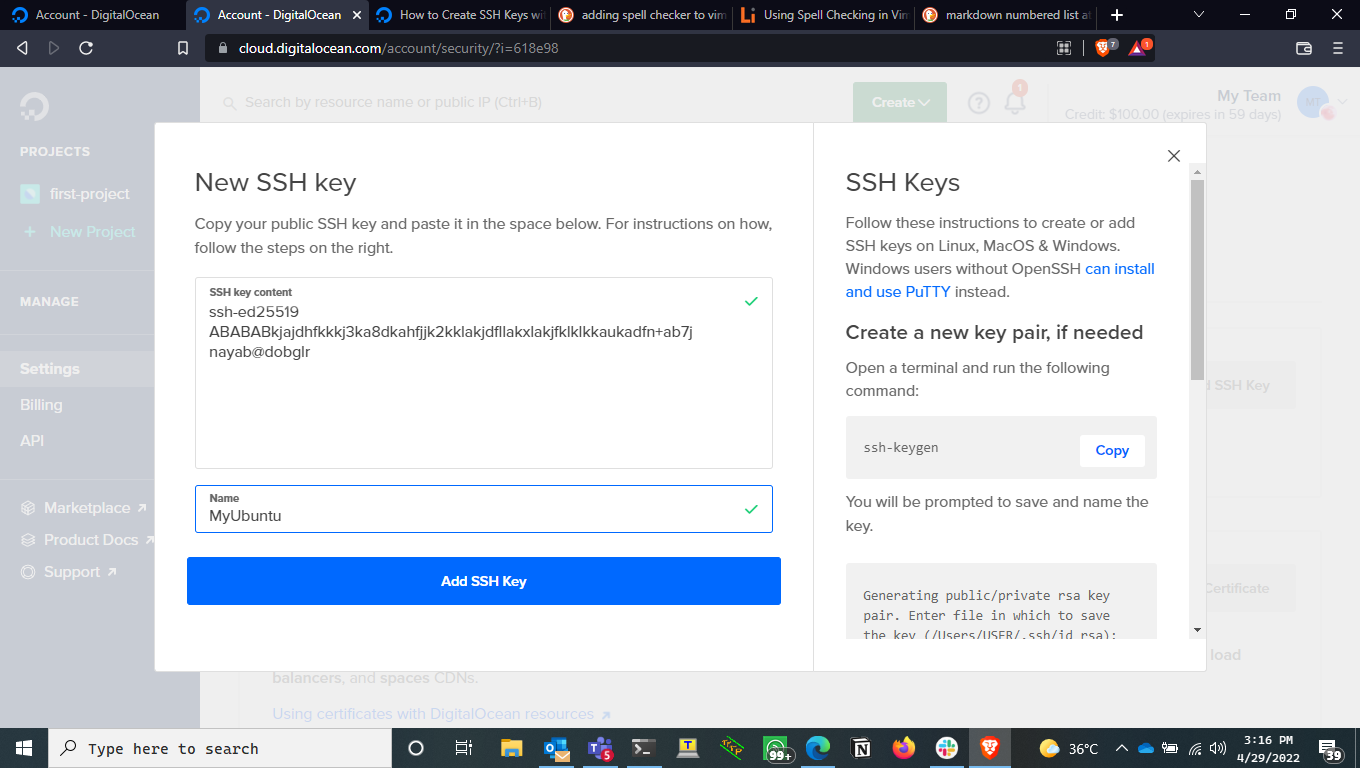 Account - DigitalOcean
Account - DigitalOcean
How to Create SSH Keys wi
adding spell checker to vim
Using Spell Checking in Vim
markdown numbered list a
cloud.digitalocean.com/account/security/?i=618e98
7
1
Search by resource name or public IP (Ctrl+B)
Create
1
My Team
Credit: $100.00 (expires in 59 days)
MT
PROJECTS
first-project
+ New Project
MANAGE
Settings
Billing
API
Marketplace
Product Docs
Support
New SSH key
Copy your public SSH key and paste it in the space below. For instructions on how,
follow the steps on the right.
SSH key content
ssh-ed25519
ABABABkjajdhfkkkj3ka8dkahfjjk2kklakjdfllakxlakjfklklkkaukadfn+ab7j
nayab@dobglr
Name
MyUbuntu
Add SSH Key
SSH Keys
Follow these instructions to create or add
SSH keys on Linux, MacOS & Windows.
Windows users without OpenSSH can install
and use PuTTY instead.
Create a new key pair, if needed
Open a terminal and run the following
command:
ssh-keygen
Copy
You will be prompted to save and name the
key.
Generating public/private rsa key
pair. Enter file in which to save
the key (/Users/USER/.ssh/id_rsa):
SSH Key
Certificate
load
balancers, and spaces CDNs.
Using certificates with DigitalOcean resources
Type here to search
5
99+
36°C
3:16 PM
4/29/2022
39